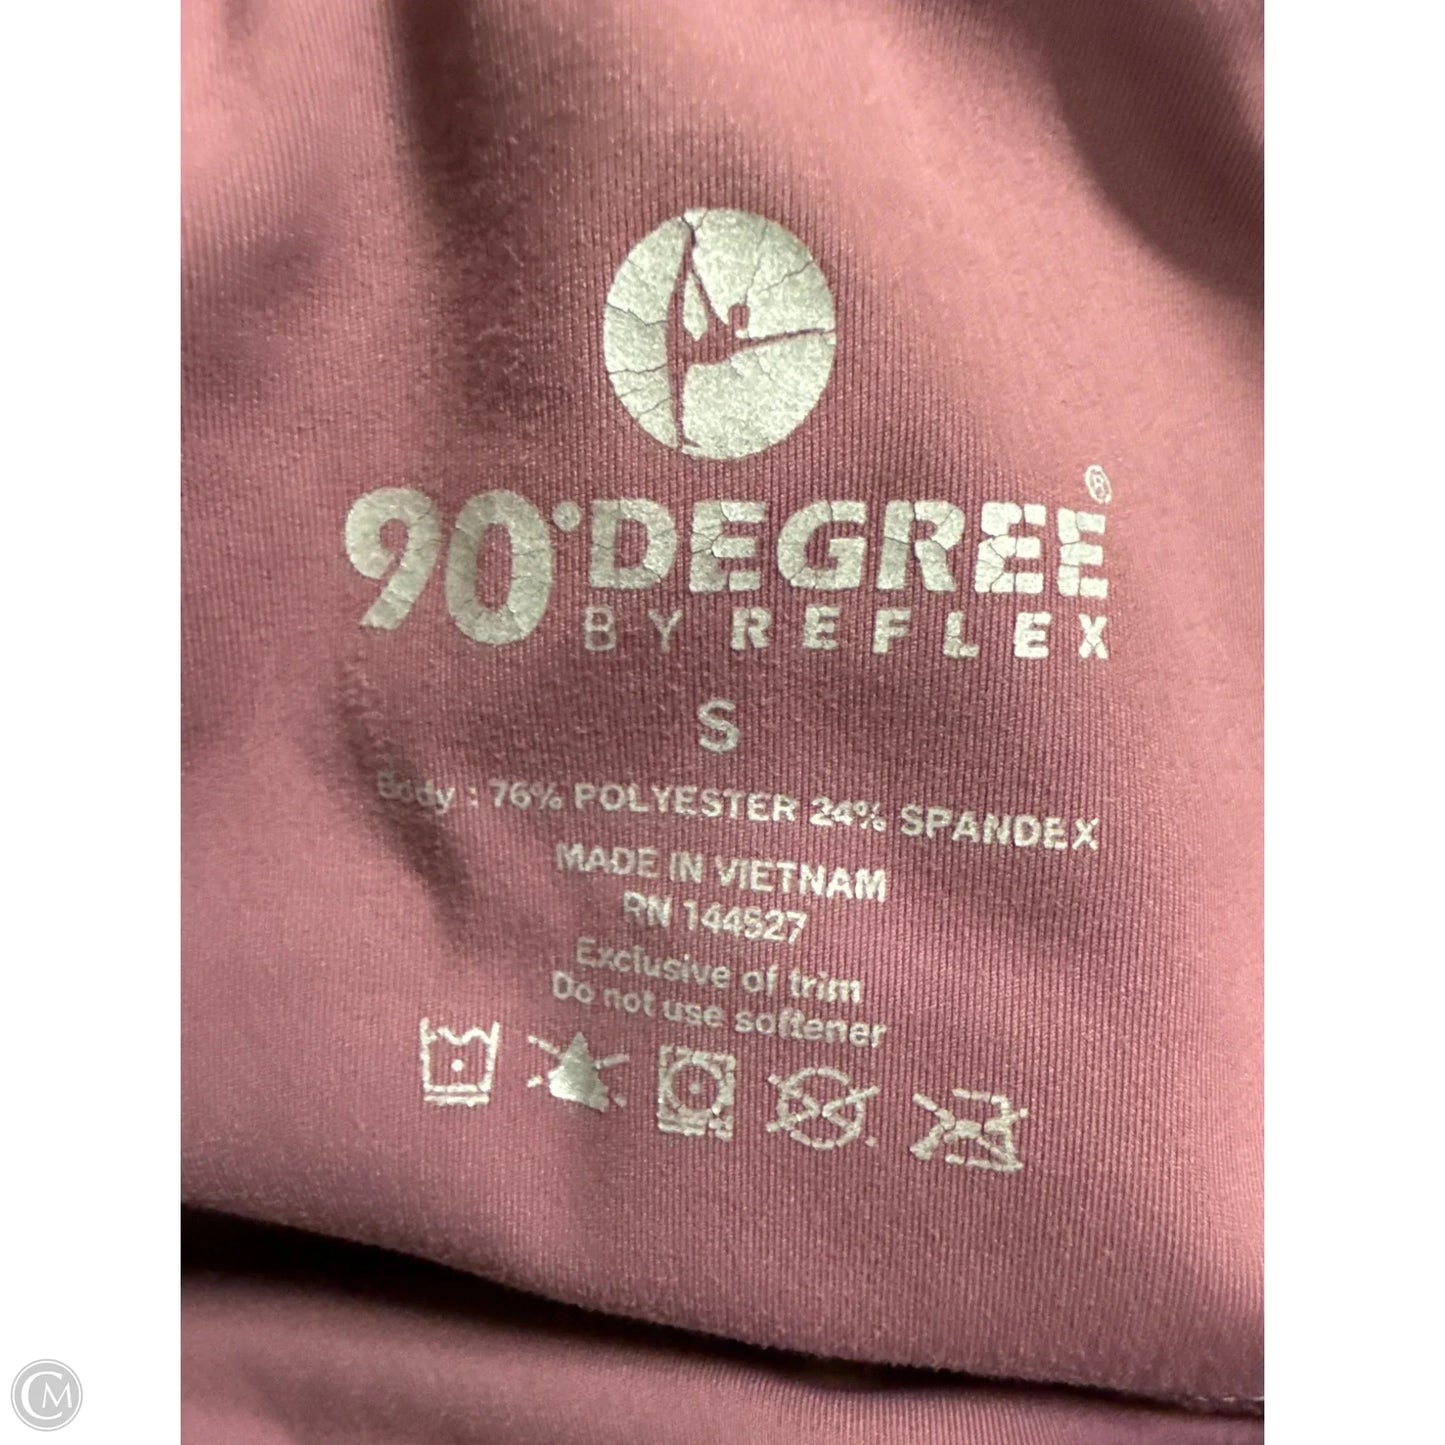 90°DEGREE®
BY REFLEX
S
Body : 76% POLYESTER 24% SPANDEX
MADE IN VIETNAM
RN 144527
Exclusive of trim
Do not use softener
CM